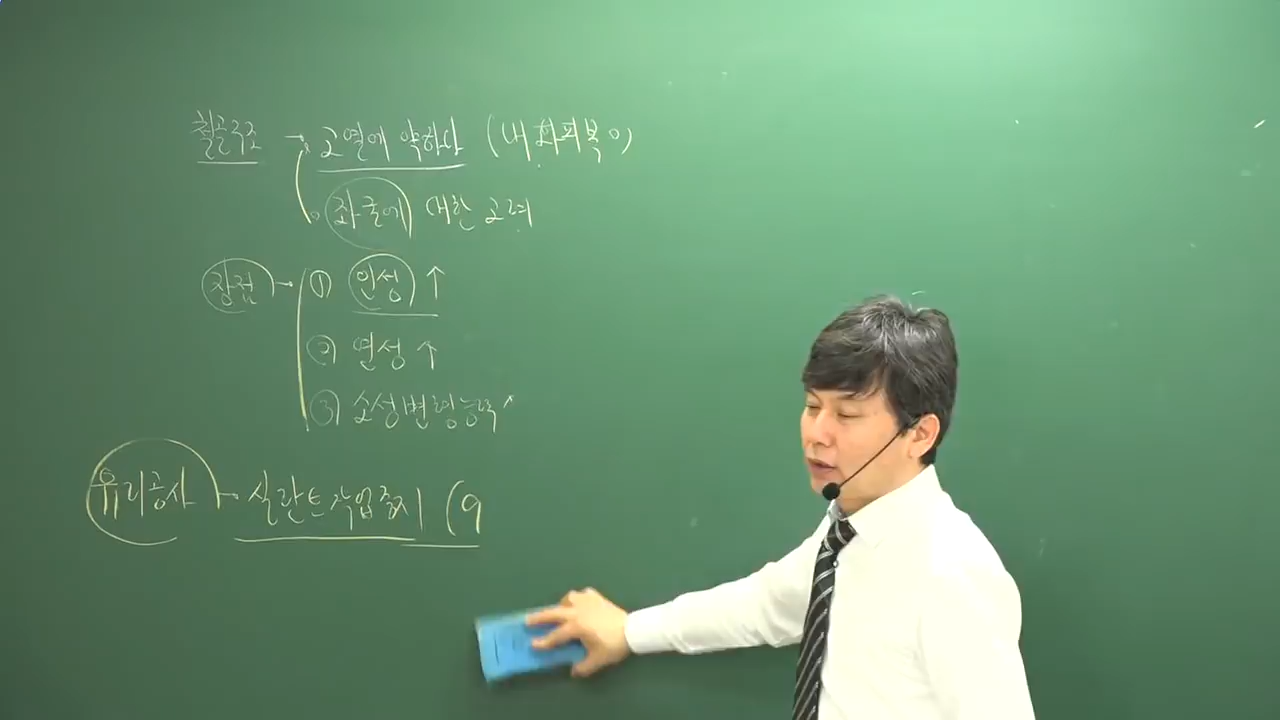 철골구조 → 고열에 약하다 (내화피복 이)
좌굴에 대한 고려
장점 → ① 인성 ↑
② 연성 ↑
③ 소성변형능력 ↑
유리공사 → 실란트 작업중지 (9